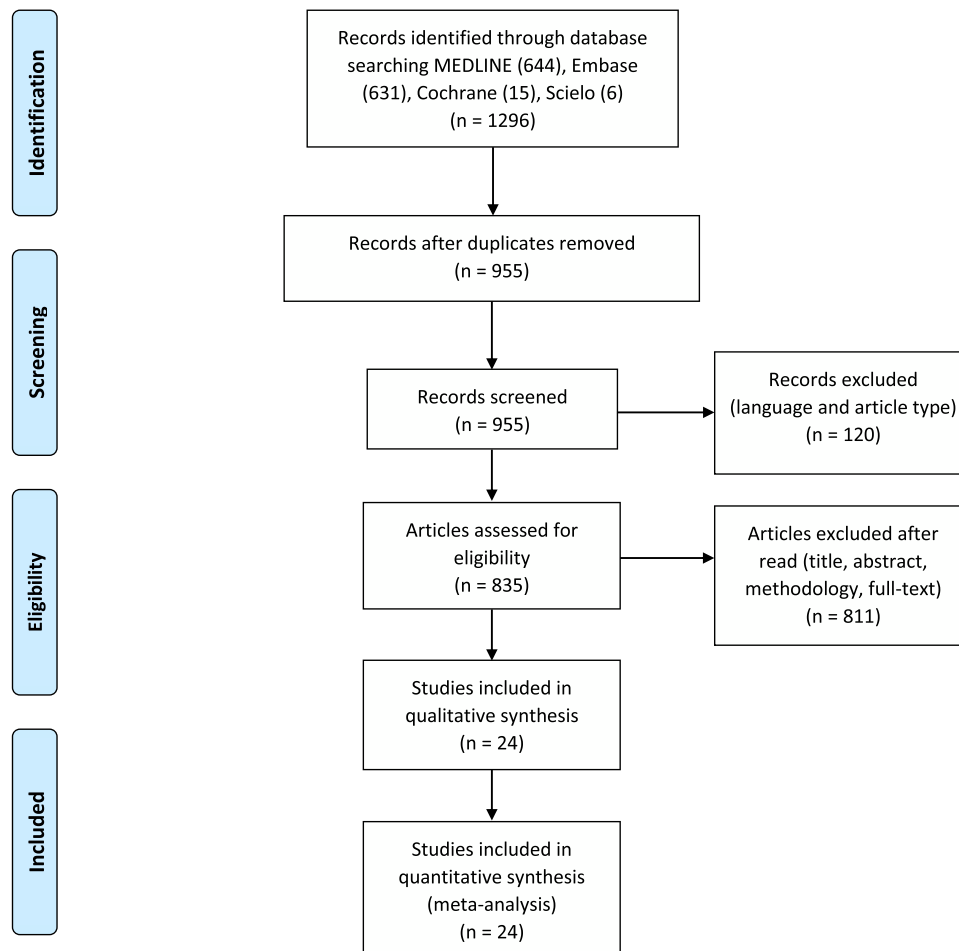 Identification
Records identified through database
searching MEDLINE (644), Embase
(631), Cochrane (15), Scielo (6)
(n = 1296)
Records after duplicates removed
(n = 955)
Screening
Records screened
(n = 955)
Records excluded
(language and article type)
(n = 120)
Eligibility
Articles assessed for
eligibility
(n = 835)
Articles excluded after
read (title, abstract,
methodology, full-text)
(n = 811)
Studies included in
qualitative synthesis
(n = 24)
Included
Studies included in
quantitative synthesis
(meta-analysis)
(n = 24)